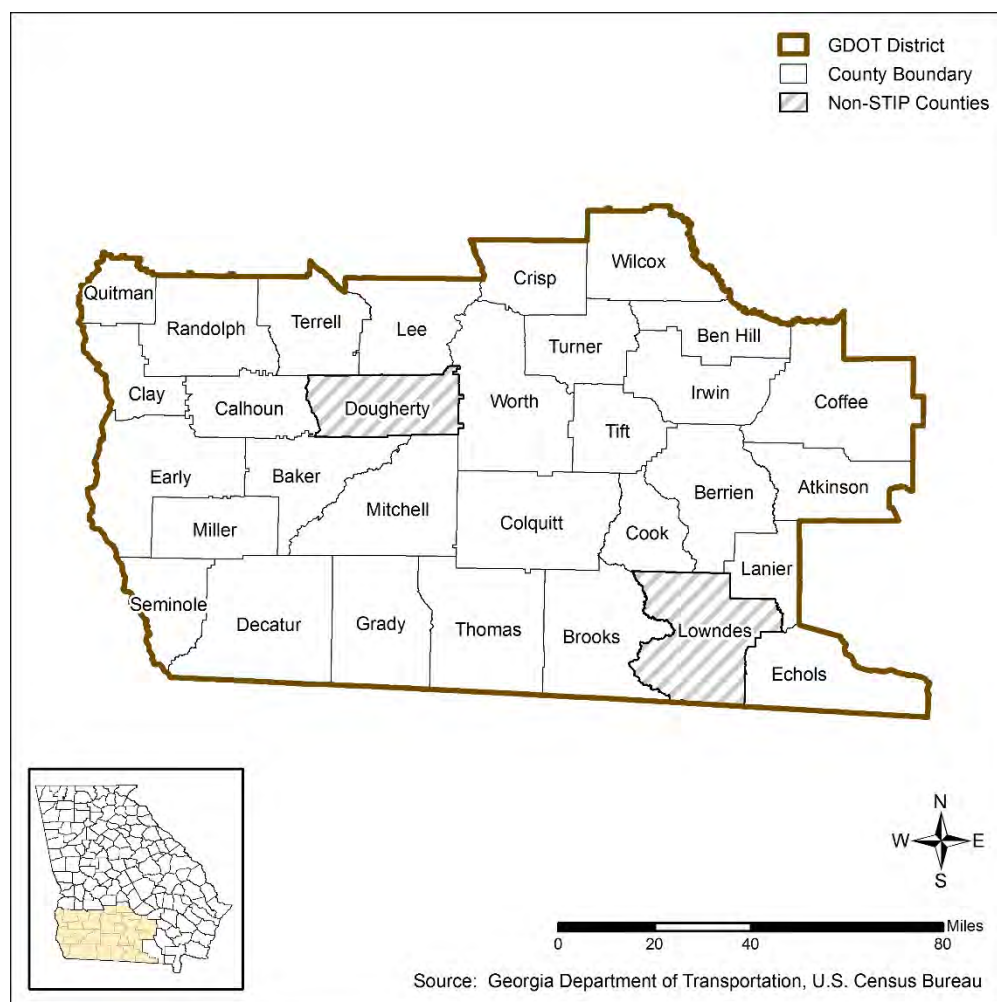 GDOT District
County Boundary
Non-STIP Counties
Wilcox
Crisp
Quitman
Randolph
Terrell
Lee
Turner
Ben Hill
Clay
Calhoun
Dougherty
Worth
Irwin
Coffee
Tift
Early
Baker
Mitchell
Berrien
Atkinson
Miller
Colquitt
Cook
Lanier
Seminole
Decatur
Grady
Thomas
Brooks
Lowndes
Echols
N
W E
S
Miles
0 20 40 80
Source: Georgia Department of Transportation, U.S. Census Bureau